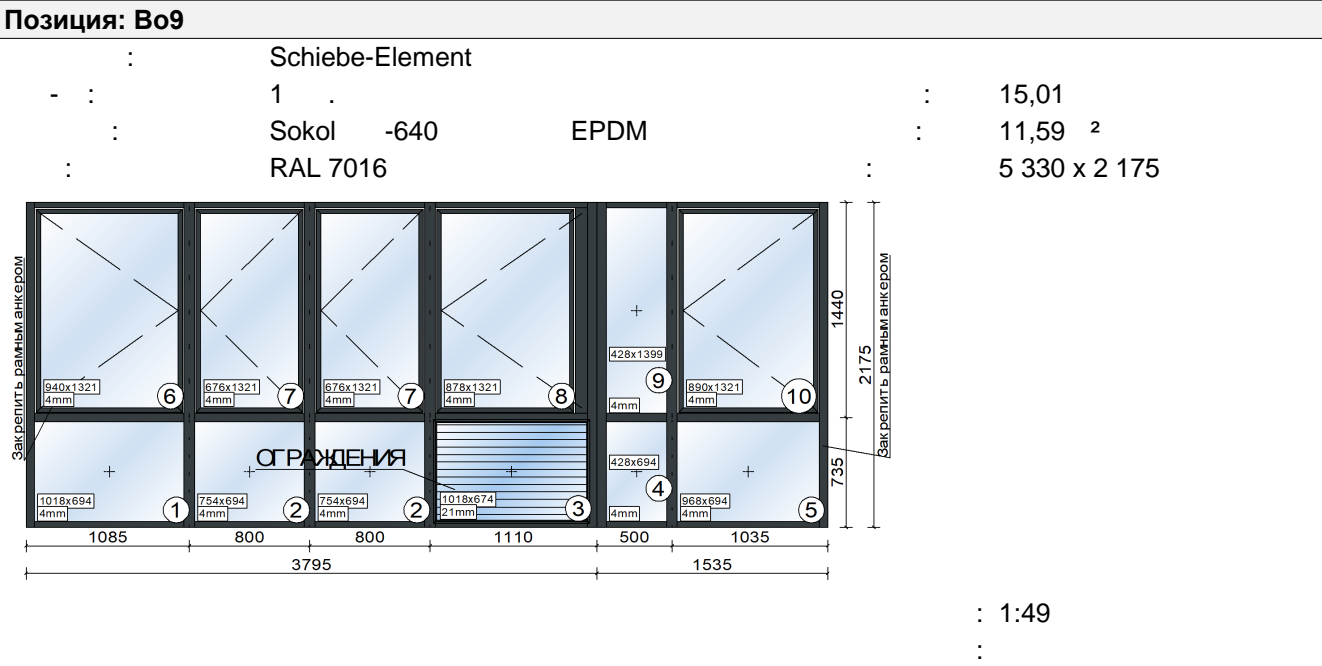 Позиция: Во9
: Schiebe-Element
- : 1 . : 15,01
: Sokol -640 EPDM : 11,59 ²
: RAL 7016 : 5 330 x 2 175
Закрепить рамным анкером
940x1321
4mm
6
676x1321
4mm
7
676x1321
4mm
7
878x1321
4mm
8
428x1399
9
4mm
890x1321
4mm
10
1440
2175
Закрепить рамным анкером
ОГРАЖДЕНИЯ
1018x694
4mm
1
754x694
4mm
2
754x694
4mm
2
1018x674
21mm
3
428x694
4
4mm
968x694
4mm
5
735
1085 800 800 1110 500 1035
3795 1535
: 1:49
: